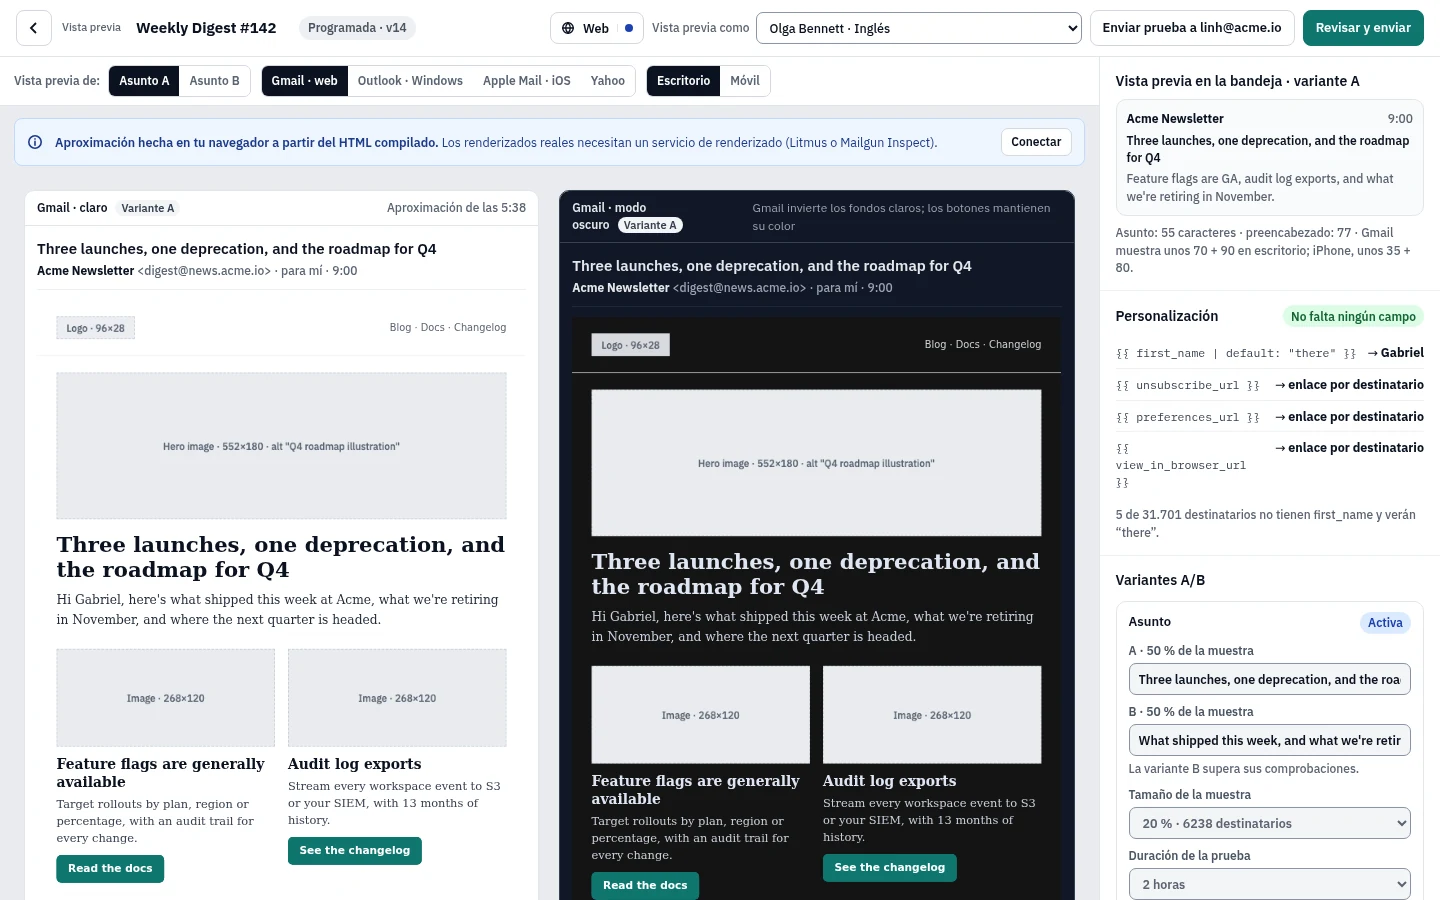 Vista previa
Weekly Digest #142
Programada · v14
Web
Vista previa como
Olga Bennett · Inglés
Enviar prueba a linh@acme.io
Revisar y enviar
Vista previa de:
Asunto A
Asunto B
Gmail · web
Outlook · Windows
Apple Mail · iOS
Yahoo
Escritorio
Móvil
Aproximación hecha en tu navegador a partir del HTML compilado. Los renderizados reales necesitan un servicio de renderizado (Litmus o Mailgun Inspect).
Conectar
Gmail · claro
Variante A
Aproximación de las 5:38
Three launches, one deprecation, and the roadmap for Q4
Acme Newsletter <digest@news.acme.io> · para mí · 9:00
Logo · 96×28
Blog · Docs · Changelog
Hero image · 552×180 · alt "Q4 roadmap illustration"
Three launches, one deprecation, and
the roadmap for Q4
Hi Gabriel, here's what shipped this week at Acme, what we're retiring
in November, and where the next quarter is headed.
Image · 268×120
Image · 268×120
Feature flags are generally
available
Target rollouts by plan, region or
percentage, with an audit trail for
every change.
Read the docs
Audit log exports
Stream every workspace event to S3
or your SIEM, with 13 months of
history.
See the changelog
Gmail · modo
oscuro
Variante A
Gmail invierte los fondos claros; los botones mantienen
su color
Three launches, one deprecation, and the roadmap for Q4
Acme Newsletter <digest@news.acme.io> · para mí · 9:00
Logo · 96×28
Blog · Docs · Changelog
Hero image · 552×180 · alt "Q4 roadmap illustration"
Three launches, one deprecation, and
the roadmap for Q4
Hi Gabriel, here's what shipped this week at Acme, what we're retiring
in November, and where the next quarter is headed.
Image · 268×120
Image · 268×120
Feature flags are generally
available
Target rollouts by plan, region or
percentage, with an audit trail for
every change.
Read the docs
Audit log exports
Stream every workspace event to S3
or your SIEM, with 13 months of
history.
See the changelog
Vista previa en la bandeja · variante A
Acme Newsletter
9:00
Three launches, one deprecation, and the roadmap
for Q4
Feature flags are GA, audit log exports, and what
we're retiring in November.
Asunto: 55 caracteres · preencabezado: 77 · Gmail
muestra unos 70 + 90 en escritorio; iPhone, unos 35 +
80.
Personalización
No falta ningún campo
{{ first_name | default: "there" }}
→ Gabriel
{{ unsubscribe_url }}
→ enlace por destinatario
{{ preferences_url }}
→ enlace por destinatario
{{
view_in_browser_url
}}
→ enlace por destinatario
5 de 31.701 destinatarios no tienen first_name y verán
“there”.
Variantes A/B
Asunto
Activa
A · 50 % de la muestra
Three launches, one deprecation, and the roa
B · 50 % de la muestra
What shipped this week, and what we're retir
La variante B supera sus comprobaciones.
Tamaño de la muestra
20 % · 6238 destinatarios
Duración de la prueba
2 horas